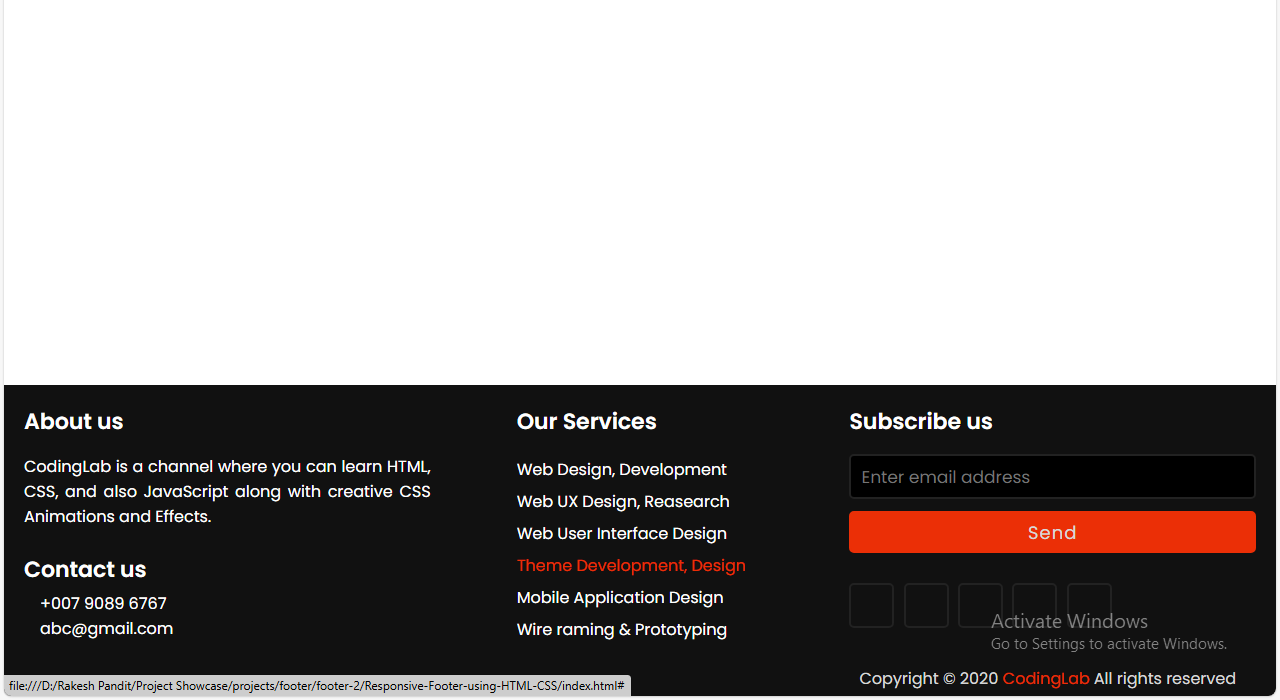 About us
CodingLab is a channel where you can learn HTML,
CSS, and also JavaScript along with creative CSS
Animations and Effects.
Contact us
+007 9089 6767
abc@gmail.com
Our Services
Web Design, Development
Web UX Design, Reasearch
Web User Interface Design
Theme Development, Design
Mobile Application Design
Wire raming & Prototyping
Subscribe us
Enter email address
Send
Activate Windows
Go to Settings to activate Windows.
Copyright © 2020 CodingLab All rights reserved
file:///D:/Rakesh Pandit/Project Showcase/projects/footer/footer-2/Responsive-Footer-using-HTML-CSS/index.html#